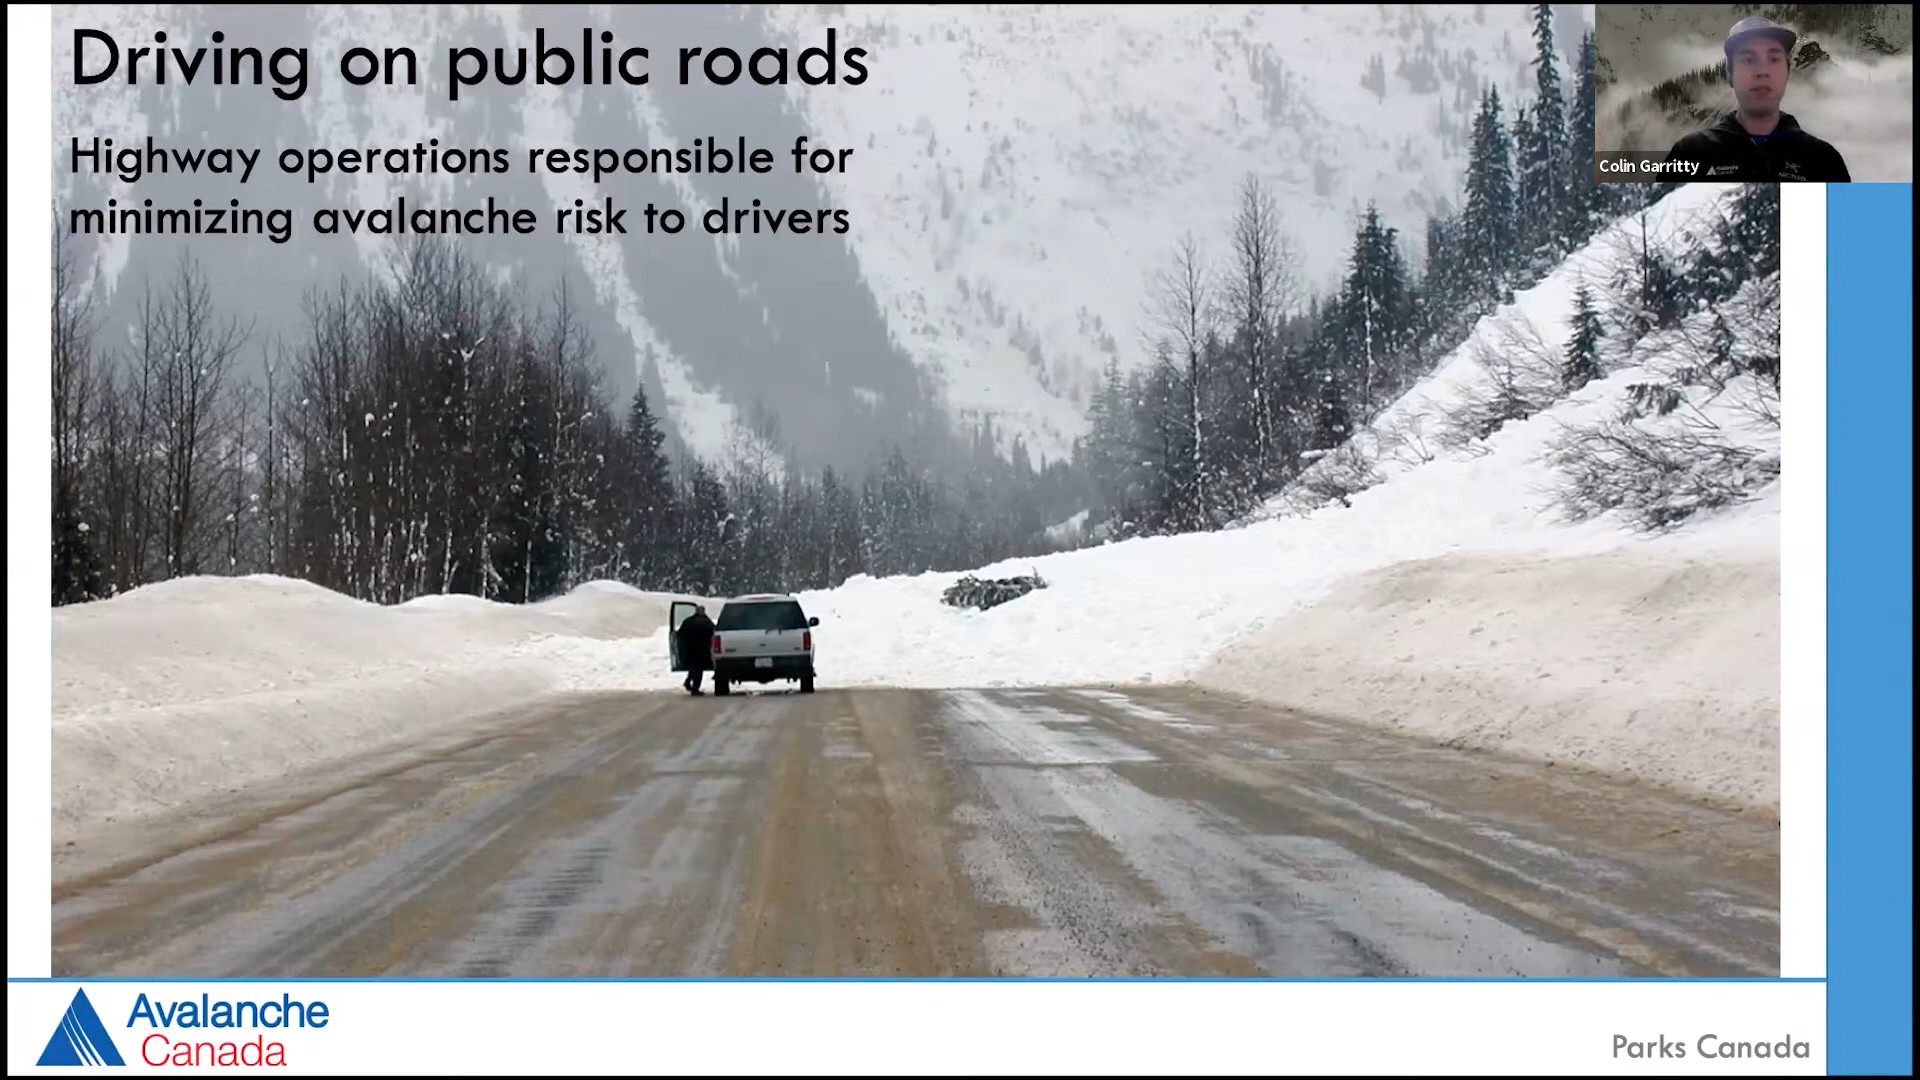 Driving on public roads
Highway operations responsible for
minimizing avalanche risk to drivers
Colin Garritty
Avalanche
Canada
Parks Canada